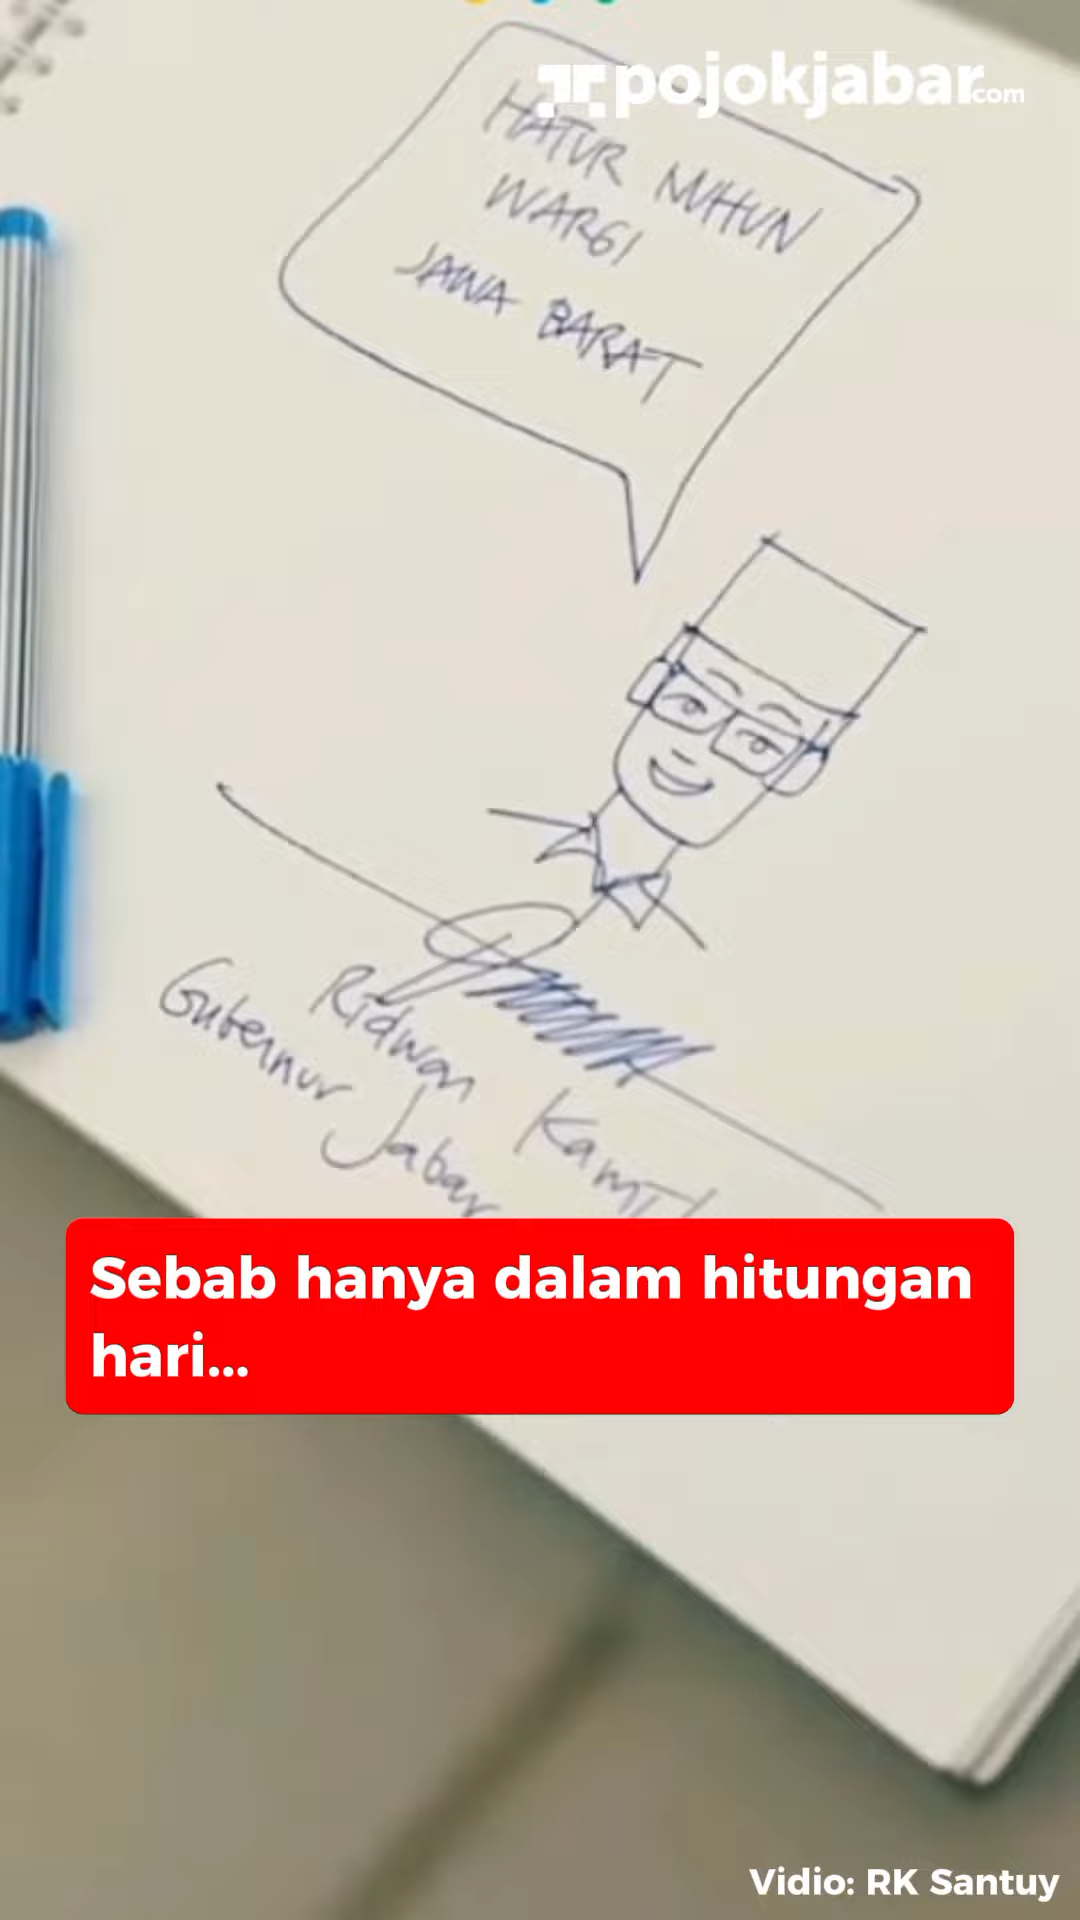 pojokjabar.com
HATUR NUHUN
WARGI
JAWA BARAT
Ridwan Kamil
Gubernur
Jabar
Sebab hanya dalam hitungan
hari...
Vidio: RK Santuy